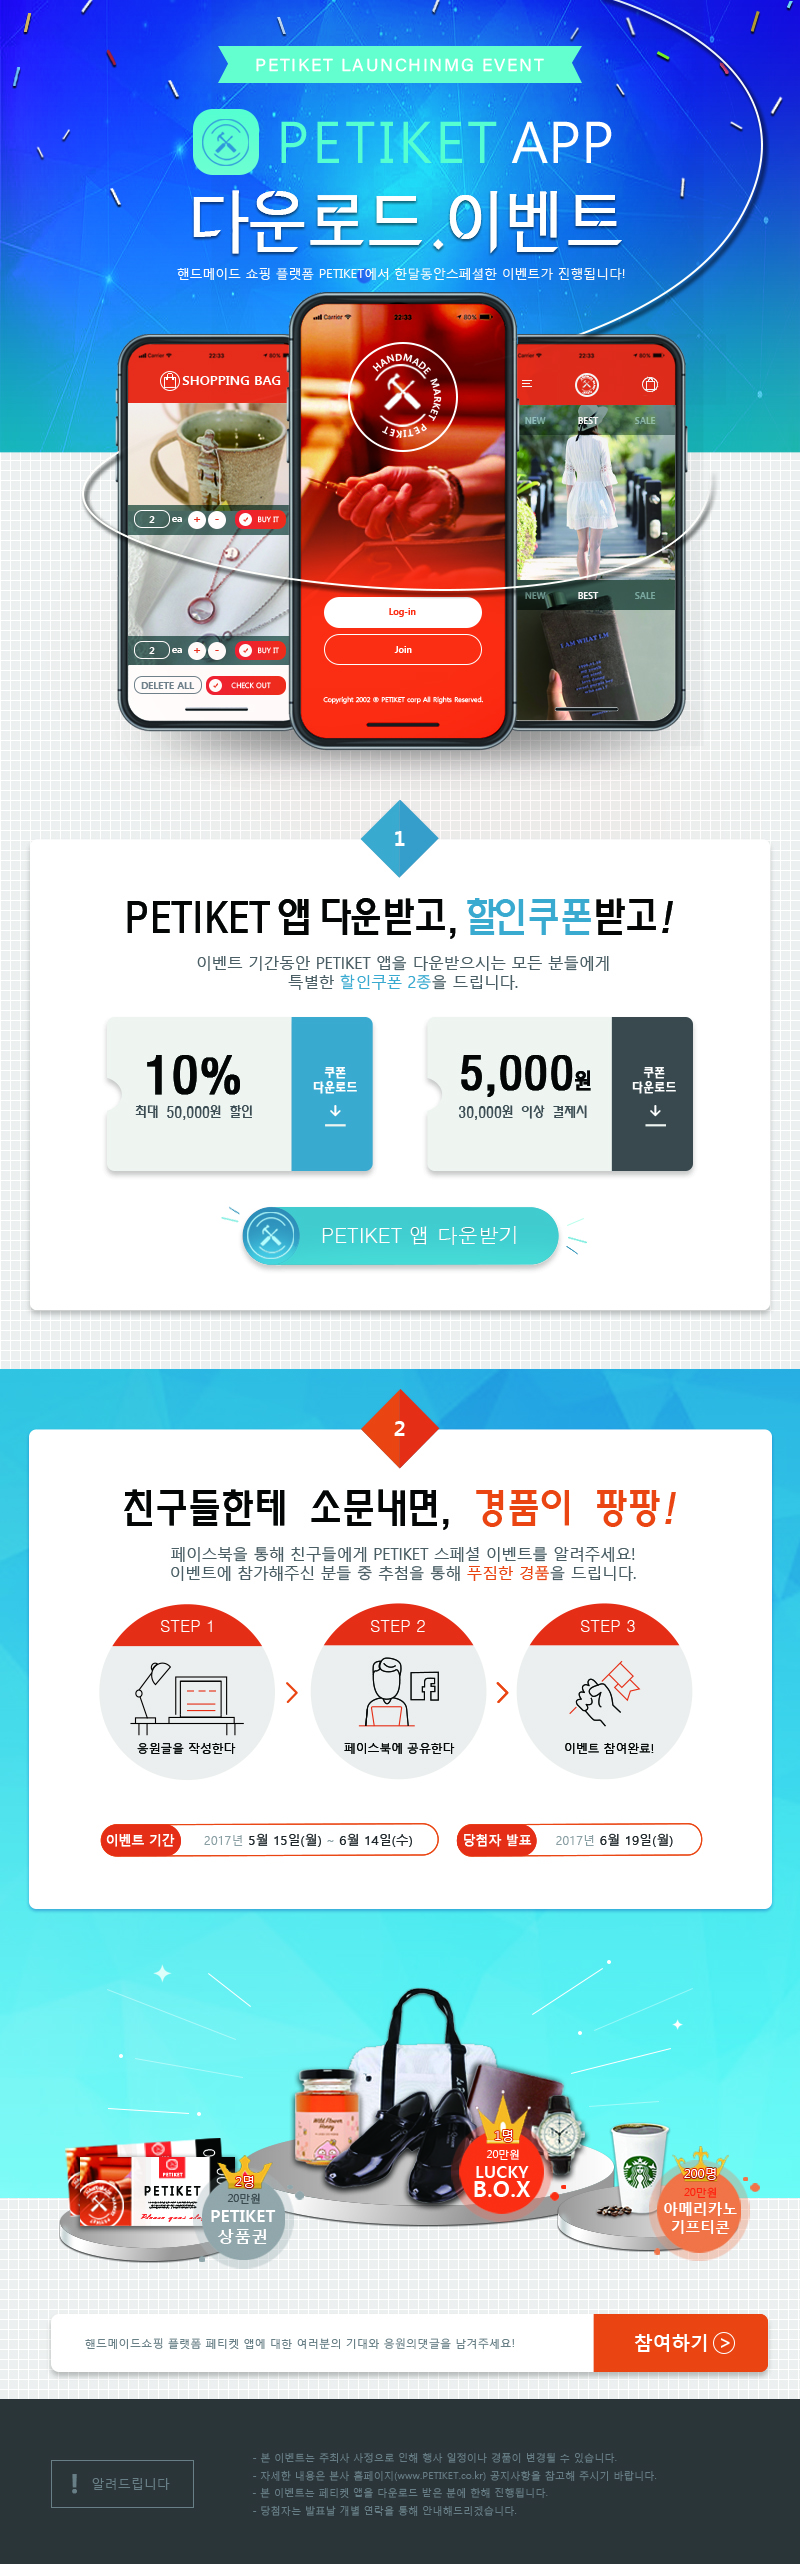 PETIKET LAUNCHINMG EVENT
PETIKET APP
다운로드.이벤트
핸드메이드 쇼핑 플랫폼 PETIKET에서 한달동안스페셜한 이벤트가 진행됩니다!
Carrier 22:33 80%
SHOPPING BAG
2 ea + - BUY IT
2 ea + - BUY IT
DELETE ALL CHECK OUT
Carrier 22:33 80%
HANDMADE MARKET PETIKET
Log-in
Join
Copyright 2002 ® PETIKET corp All Rights Reserved.
Carrier 22:33 80%
NEW BEST SALE
NEW BEST SALE
I AM WHAT I'M
1
PETIKET 앱 다운받고, 할인쿠폰받고!
이벤트 기간동안 PETIKET 앱을 다운받으시는 모든 분들에게
특별한 할인쿠폰 2종을 드립니다.
10%
최대 50,000원 할인
쿠폰
다운로드
5,000원
30,000원 이상 결제시
쿠폰
다운로드
PETIKET 앱 다운받기
2
친구들한테 소문내면, 경품이 팡팡!
페이스북을 통해 친구들에게 PETIKET 스페셜 이벤트를 알려주세요!
이벤트에 참가해주신 분들 중 추첨을 통해 푸짐한 경품을 드립니다.
STEP 1
응원글을 작성한다
STEP 2
페이스북에 공유한다
STEP 3
이벤트 참여완료!
이벤트 기간 2017년 5월 15일(월) ~ 6월 14일(수)
당첨자 발표 2017년 6월 19일(월)
PETIKET
PETIKET
2명
20만원
PETIKET
상품권
Wild Flower
Honey
1명
20만원
LUCKY
B.O.X
200명
20만원
아메리카노
기프티콘
핸드메이드쇼핑 플랫폼 페티켓 앱에 대한 여러분의 기대와 응원의댓글을 남겨주세요!
참여하기
! 알려드립니다
- 본 이벤트는 주최사 사정으로 인해 행사 일정이나 경품이 변경될 수 있습니다.
- 자세한 내용은 본사 홈페이지(www.PETIKET.co.kr) 공지사항을 참고해 주시기 바랍니다.
- 본 이벤트는 페티켓 앱을 다운로드 받은 분에 한해 진행됩니다.
- 당첨자는 발표날 개별 연락을 통해 안내해드리겠습니다.